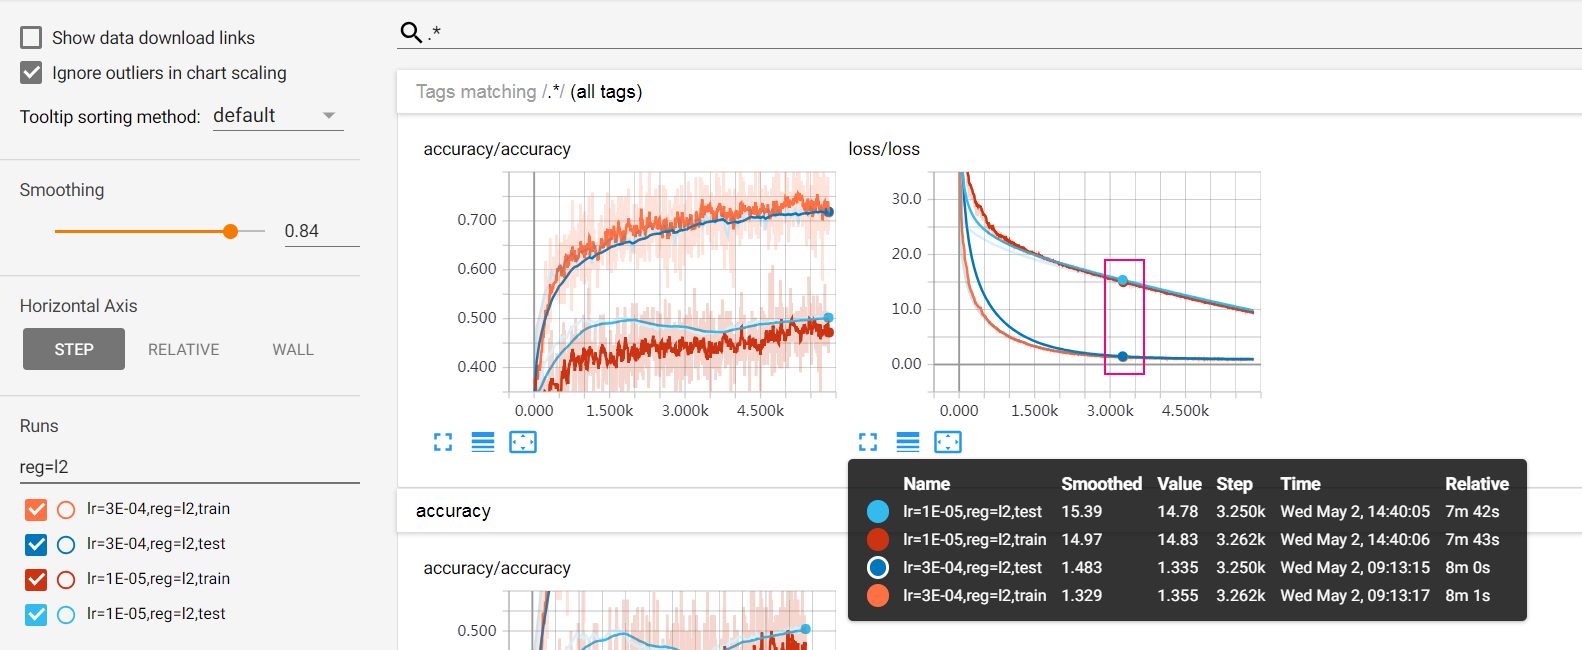 Show data download links
Ignore outliers in chart scaling
Tooltip sorting method: default
Smoothing
0.84
Horizontal Axis
STEP RELATIVE WALL
Runs
reg=l2
lr=3E-04,reg=l2,train
lr=3E-04,reg=l2,test
lr=1E-05,reg=l2,train
lr=1E-05,reg=l2,test
.*
Tags matching /.*/ (all tags)
accuracy/accuracy
0.700
0.600
0.500
0.400
0.000 1.500k 3.000k 4.500k
loss/loss
30.0
20.0
10.0
0.00
0.000 1.500k 3.000k 4.500k
accuracy
accuracy/accuracy
0.500
Name Smoothed Value Step Time Relative
lr=1E-05,reg=l2,test 15.39 14.78 3.250k Wed May 2, 14:40:05 7m 42s
lr=1E-05,reg=l2,train 14.97 14.83 3.262k Wed May 2, 14:40:06 7m 43s
lr=3E-04,reg=l2,test 1.483 1.335 3.250k Wed May 2, 09:13:15 8m 0s
lr=3E-04,reg=l2,train 1.329 1.355 3.262k Wed May 2, 09:13:17 8m 1s